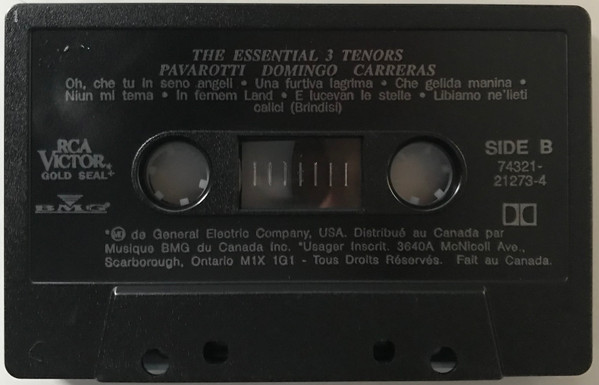 THE ESSENTIAL 3 TENORS
PAVAROTTI DOMINGO CARRERAS
Oh, che tu in seno angeli • Una furtiva lagrima • Che gelida manina •
Niun mi tema • In fernem Land • E lucevan le stelle • Libiamo ne'lieti
calici (Brindisi)
RCA
VICTOR
GOLD SEAL
BMG
SIDE B
74321-
21273-4
de General Electric Company, USA. Distribué au Canada par
Musique BMG du Canada Inc. *Usager Inscrit. 3640A McNicoll Ave.,
Scarborough, Ontario M1X 1G1 - Tous Droits Réservés. Fait au Canada.